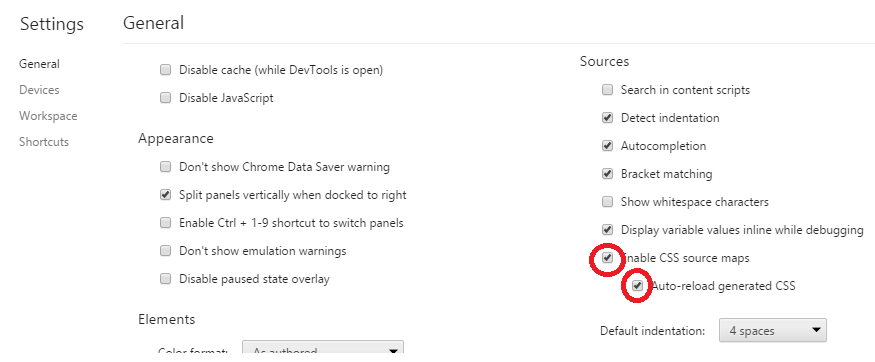 Settings
General
Devices
Workspace
Shortcuts
General
Disable cache (while DevTools is open)
Disable JavaScript
Appearance
Don't show Chrome Data Saver warning
Split panels vertically when docked to right
Enable Ctrl + 1-9 shortcut to switch panels
Don't show emulation warnings
Disable paused state overlay
Elements
Color format:
As authored
Sources
Search in content scripts
Detect indentation
Autocompletion
Bracket matching
Show whitespace characters
Display variable values inline while debugging
Enable CSS source maps
Auto-reload generated CSS
Default indentation:
4 spaces